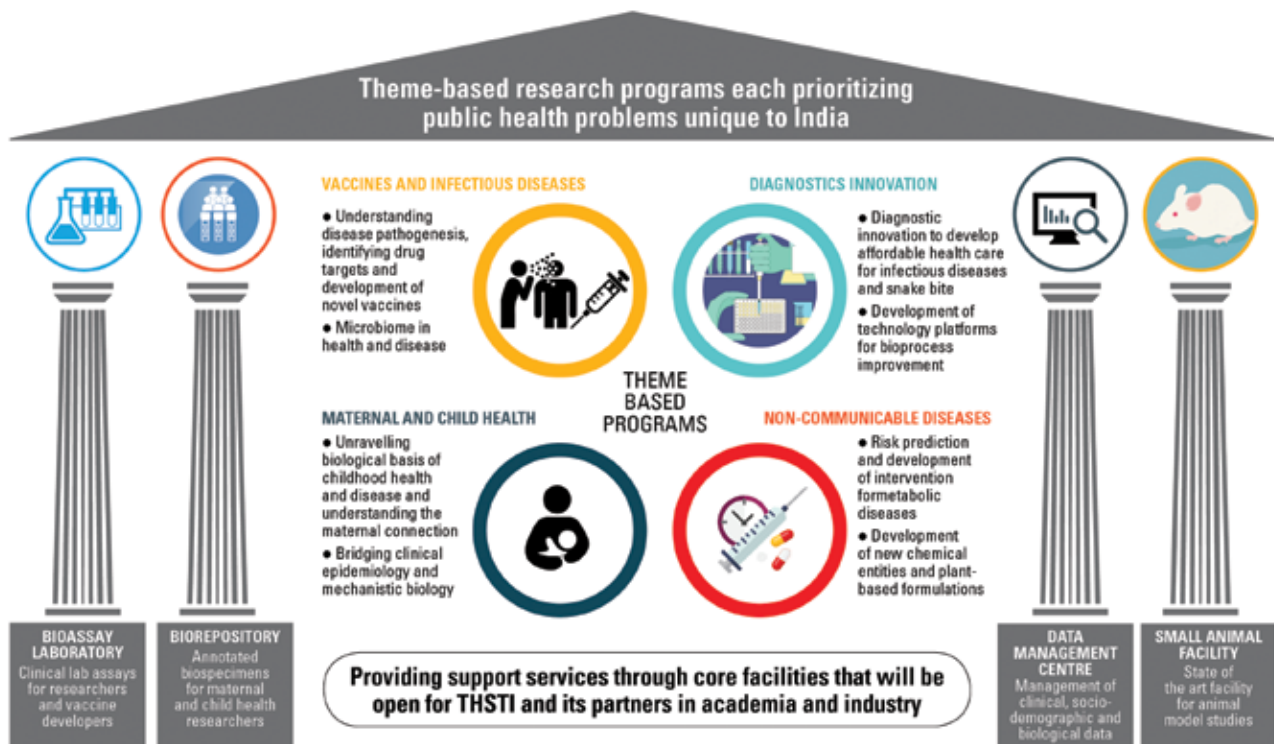 Theme-based research programs each prioritizing
public health problems unique to India
VACCINES AND INFECTIOUS DISEASES
● Understanding
disease pathogenesis,
identifying drug
targets and
development of
novel vaccines
● Microbiome in
health and disease
DIAGNOSTICS INNOVATION
● Diagnostic
innovation to develop
affordable health care
for infectious diseases
and snake bite
● Development of
technology platforms
for bioprocess
improvement
THEME
BASED
PROGRAMS
MATERNAL AND CHILD HEALTH
● Unravelling
biological basis of
childhood health
and disease and
understanding the
maternal connection
● Bridging clinical
epidemiology and
mechanistic biology
NON-COMMUNICABLE DISEASES
● Risk prediction
and development
of intervention
formetabolic
diseases
● Development
of new chemical
entities and plant-
based formulations
BIOASSAY
LABORATORY
Clinical lab assays
for researchers
and vaccine
developers
BIOREPOSITORY
Annotated
biospecimens
for maternal
and child health
researchers
Providing support services through core facilities that will be
open for THSTI and its partners in academia and industry
DATA
MANAGEMENT
CENTRE
Management of
clinical, socio-
demographic and
biological data
SMALL ANIMAL
FACILITY
State of
the art facility
for animal
model studies